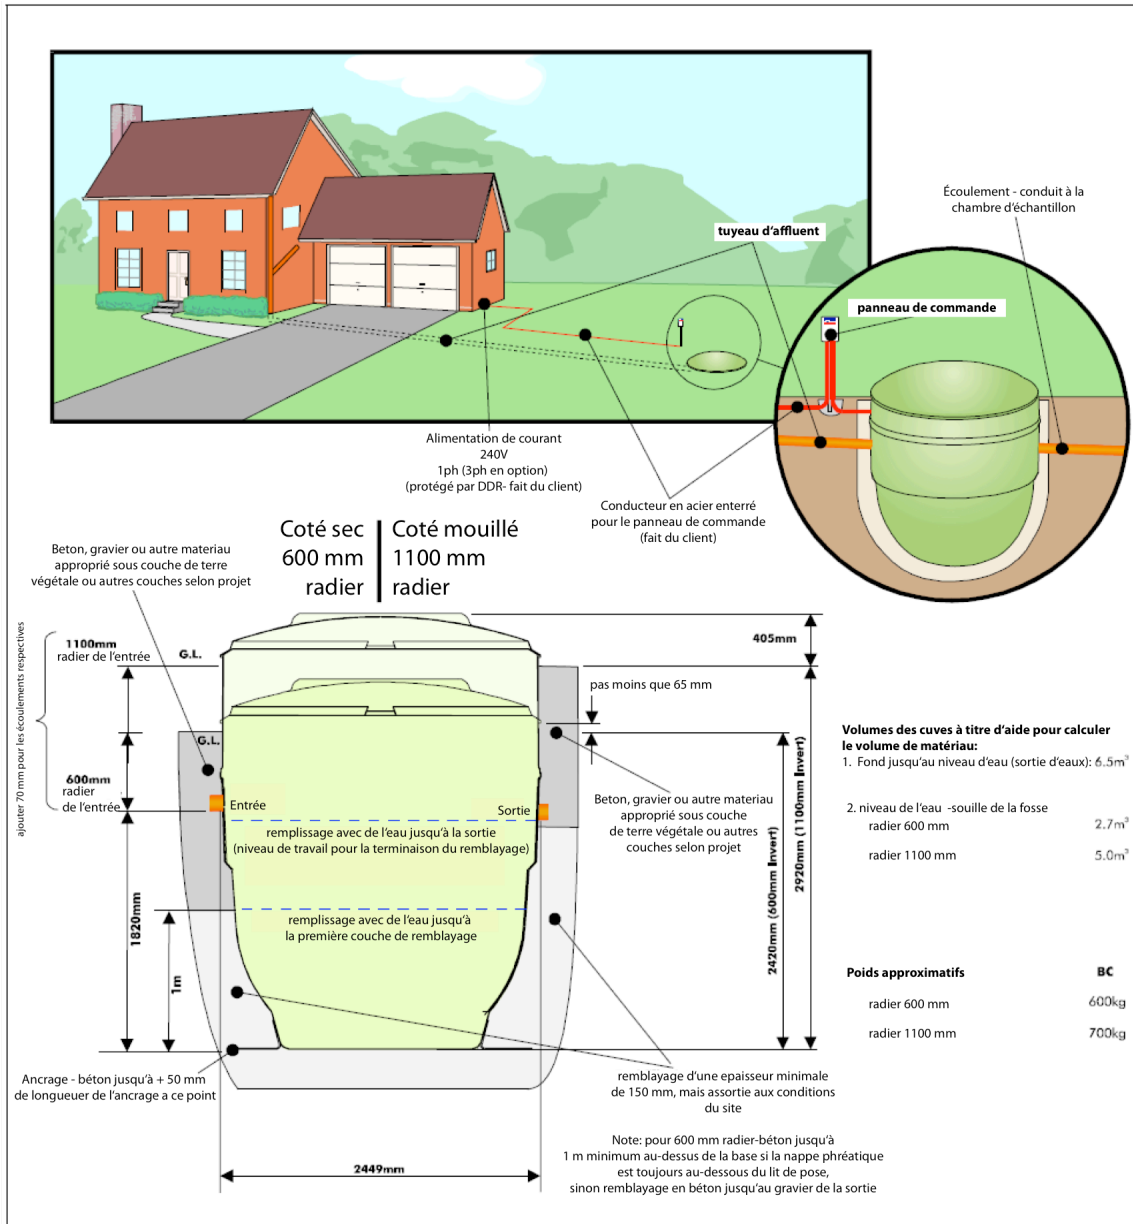 Écoulement - conduit à la
chambre d'échantillon
tuyeau d'affluent
panneau de commande
Alimentation de courant
240V
1ph (3ph en option)
(protégé par DDR- fait du client)
Conducteur en acier enterré
pour le panneau de commande
(fait du client)
Coté sec
600 mm
radier
Coté mouillé
1100 mm
radier
Beton, gravier ou autre materiau
approprié sous couche de terre
végétale ou autres couches selon projet
ajouter 70 mm pour les écoulements respectives
1100mm
radier de l'entrée
G.L.
405mm
pas moins que 65 mm
G.L.
600mm
radier
de l'entrée
Entrée
Sortie
remplissage avec de l'eau jusqu'à la sortie
(niveau de travail pour la terminaison du remblayage)
Beton, gravier ou autre materiau
approprié sous couche
de terre végétale ou autres
couches selon projet
remplissage avec de l'eau jusqu'à
la première couche de remblayage
1820mm
1m
2420mm (600mm Invert)
2920mm (1100mm Invert)
Volumes des cuves à titre d'aide pour calculer
le volume de matériau:
1. Fond jusqu'au niveau d'eau (sortie d'eaux): 6.5m³
2. niveau de l'eau -souille de la fosse
radier 600 mm 2.7m³
radier 1100 mm 5.0m³
Poids approximatifs BC
radier 600 mm 600kg
radier 1100 mm 700kg
Ancrage - béton jusqu'à + 50 mm
de longueuer de l'ancrage a ce point
remblayage d'une epaisseur minimale
de 150 mm, mais assortie aux conditions
du site
Note: pour 600 mm radier-béton jusqu'à
1 m minimum au-dessus de la base si la nappe phréatique
est toujours au-dessous du lit de pose,
sinon remblayage en béton jusqu'au gravier de la sortie
2449mm